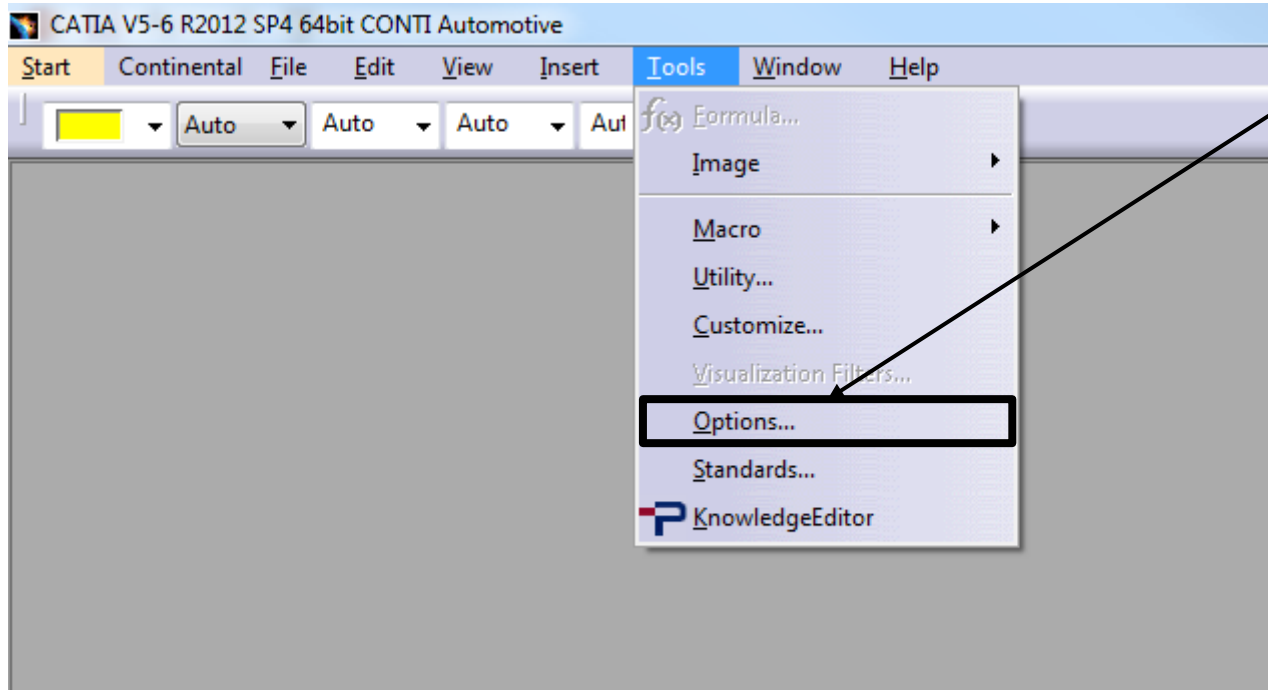 CATIA V5-6 R2012 SP4 64bit CONTI Automotive
Start Continental File Edit View Insert Tools Window Help
Auto Auto Auto Aut
f(x) Formula...
Image
Macro
Utility...
Customize...
Visualization Filters...
Options...
Standards...
KnowledgeEditor